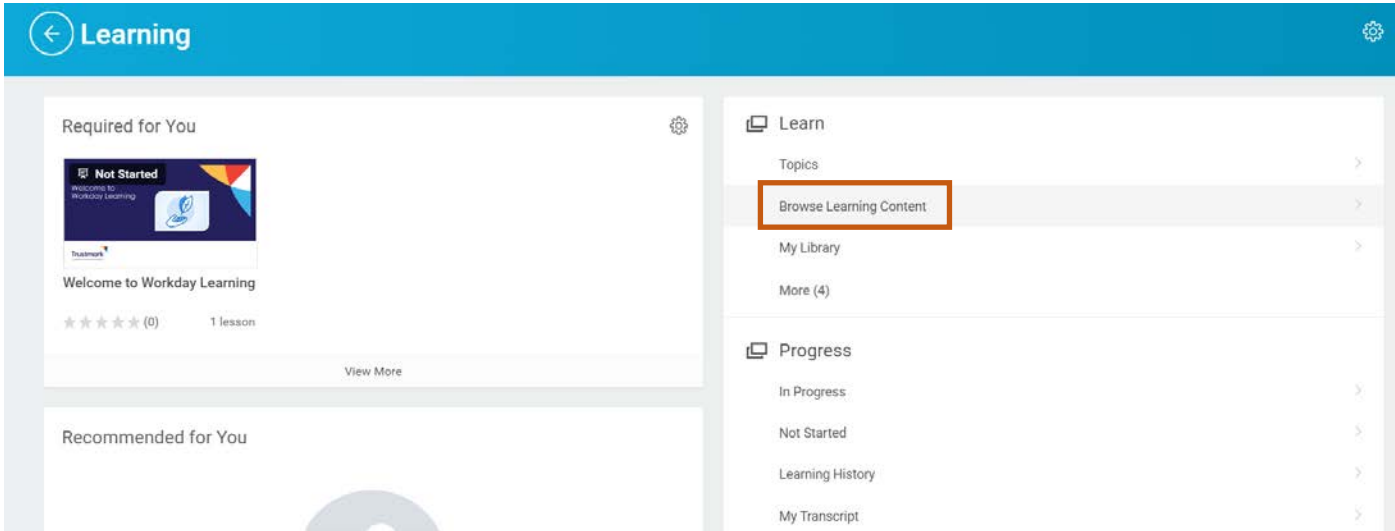 Learning
Required for You
Not Started
Welcome to
Workday Learning
Trustmark
Welcome to Workday Learning
(0)
1 lesson
View More
Recommended for You
Learn
Topics
Browse Learning Content
My Library
More (4)
Progress
In Progress
Not Started
Learning History
My Transcript